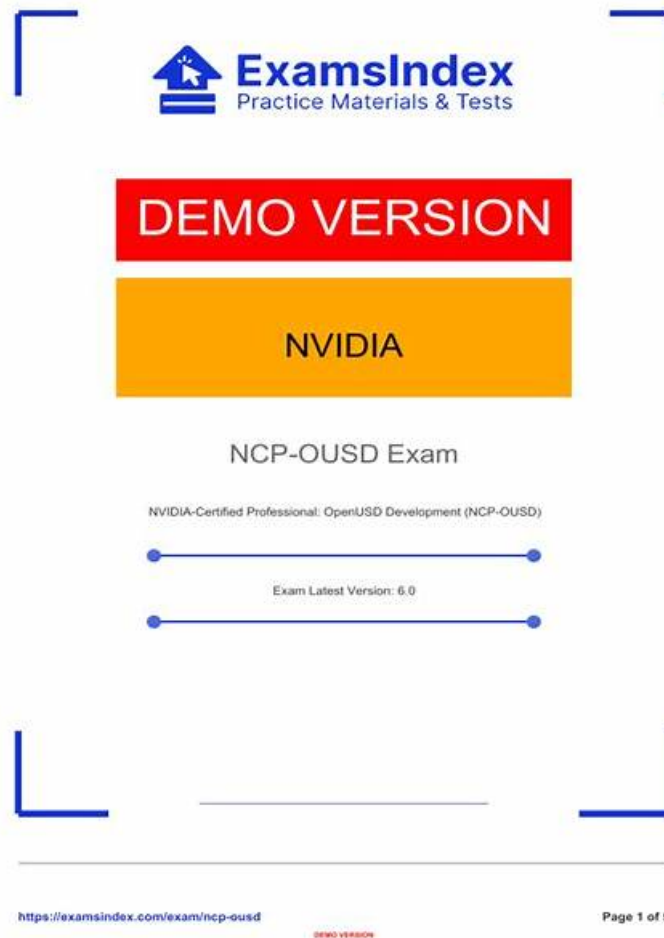 ExamsIndex
Practice Materials & Tests
DEMO VERSION
NVIDIA
NCP-OUSD Exam
NVIDIA-Certified Professional: OpenUSD Development (NCP-OUSD)
Exam Latest Version: 6.0
https://examsindex.com/exam/ncp-ousd
Page 1 of
DEMO VERSION